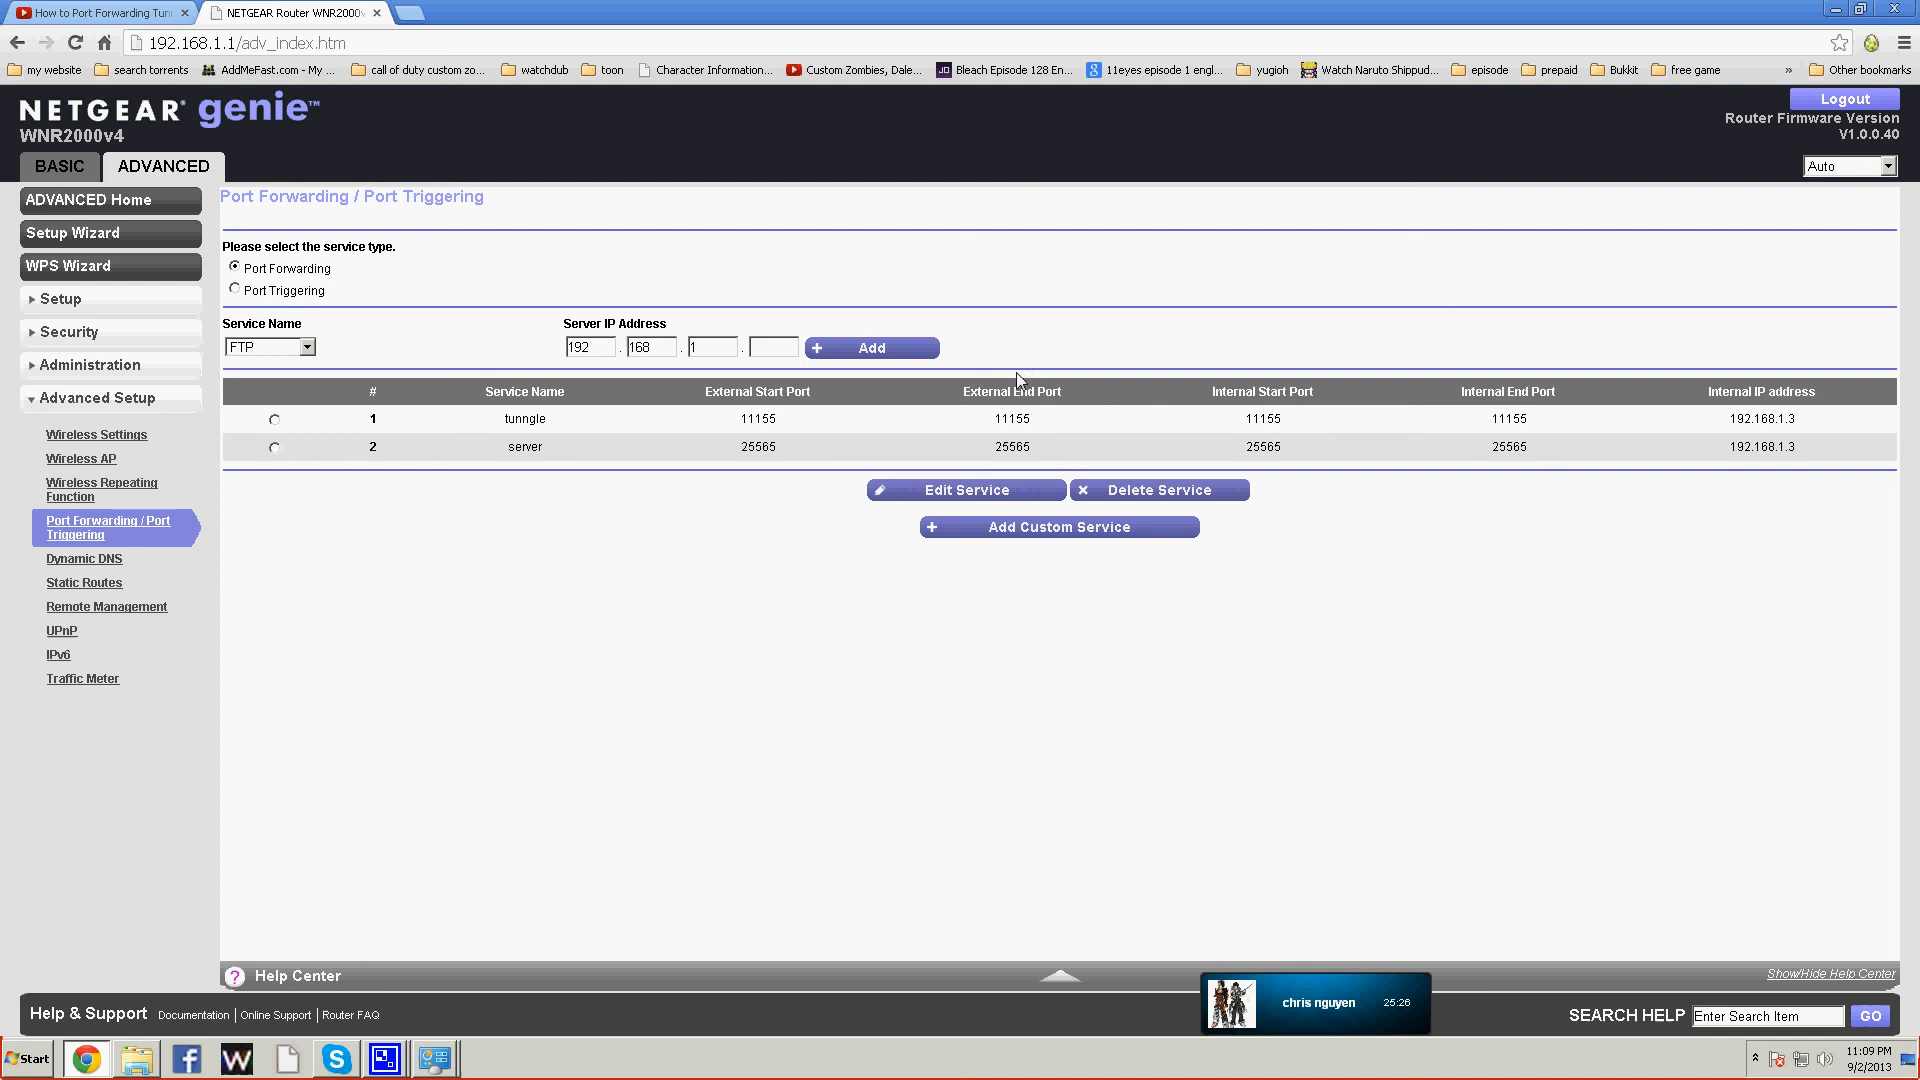 How to Port Forwarding Tun
NETGEAR Router WNR2000v
192.168.1.1/adv_index.htm
my website search torrents AddMeFast.com - My ... call of duty custom zo... watchdub toon Character Information... Custom Zombies, Dale... JD Bleach Episode 128 En... 8 11eyes episode 1 engl... yugioh Watch Naruto Shippud... episode prepaid Bukkit free game » Other bookmarks
NETGEAR® genie™
WNR2000v4
Logout
Router Firmware Version
V1.0.0.40
BASIC ADVANCED
Auto
ADVANCED Home
Setup Wizard
WPS Wizard
Setup
Security
Administration
Advanced Setup
Wireless Settings
Wireless AP
Wireless Repeating
Function
Port Forwarding / Port
Triggering
Dynamic DNS
Static Routes
Remote Management
UPnP
IPv6
Traffic Meter
Port Forwarding / Port Triggering
Please select the service type.
Port Forwarding
Port Triggering
Service Name Server IP Address
FTP 192 . 168 . 1 . + Add
# Service Name External Start Port External End Port Internal Start Port Internal End Port Internal IP address
1 tunngle 11155 11155 11155 11155 192.168.1.3
2 server 25565 25565 25565 25565 192.168.1.3
Edit Service Delete Service
+ Add Custom Service
? Help Center Show/Hide Help Center
Help & Support Documentation | Online Support | Router FAQ
chris nguyen 25:26
SEARCH HELP Enter Search Item GO
Start
W
S
11:09 PM
9/2/2013